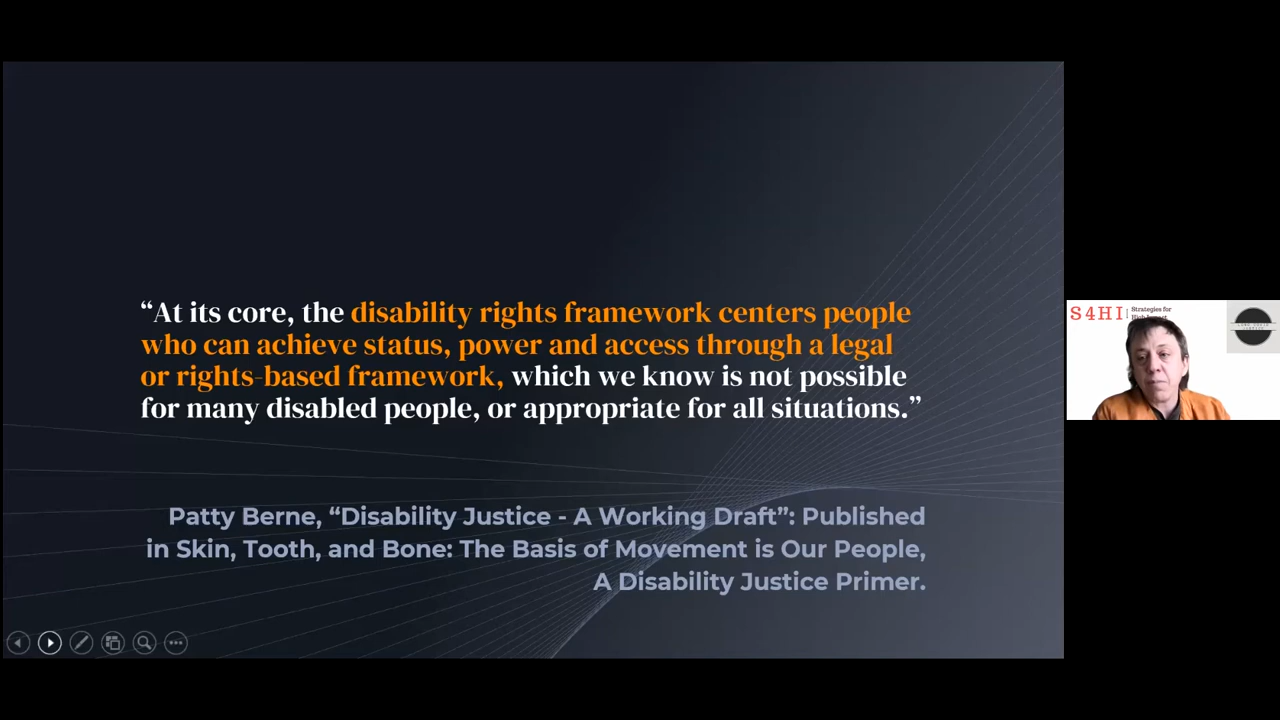 “At its core, the disability rights framework centers people
who can achieve status, power and access through a legal
or rights-based framework, which we know is not possible
for many disabled people, or appropriate for all situations.”
Patty Berne, “Disability Justice - A Working Draft”: Published
in Skin, Tooth, and Bone: The Basis of Movement is Our People,
A Disability Justice Primer.
S4HI
Strategies for